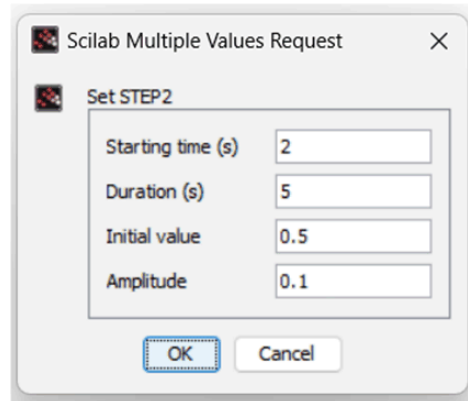 Scilab Multiple Values Request
Set STEP2
Starting time (s) 2
Duration (s) 5
Initial value 0.5
Amplitude 0.1
OK Cancel